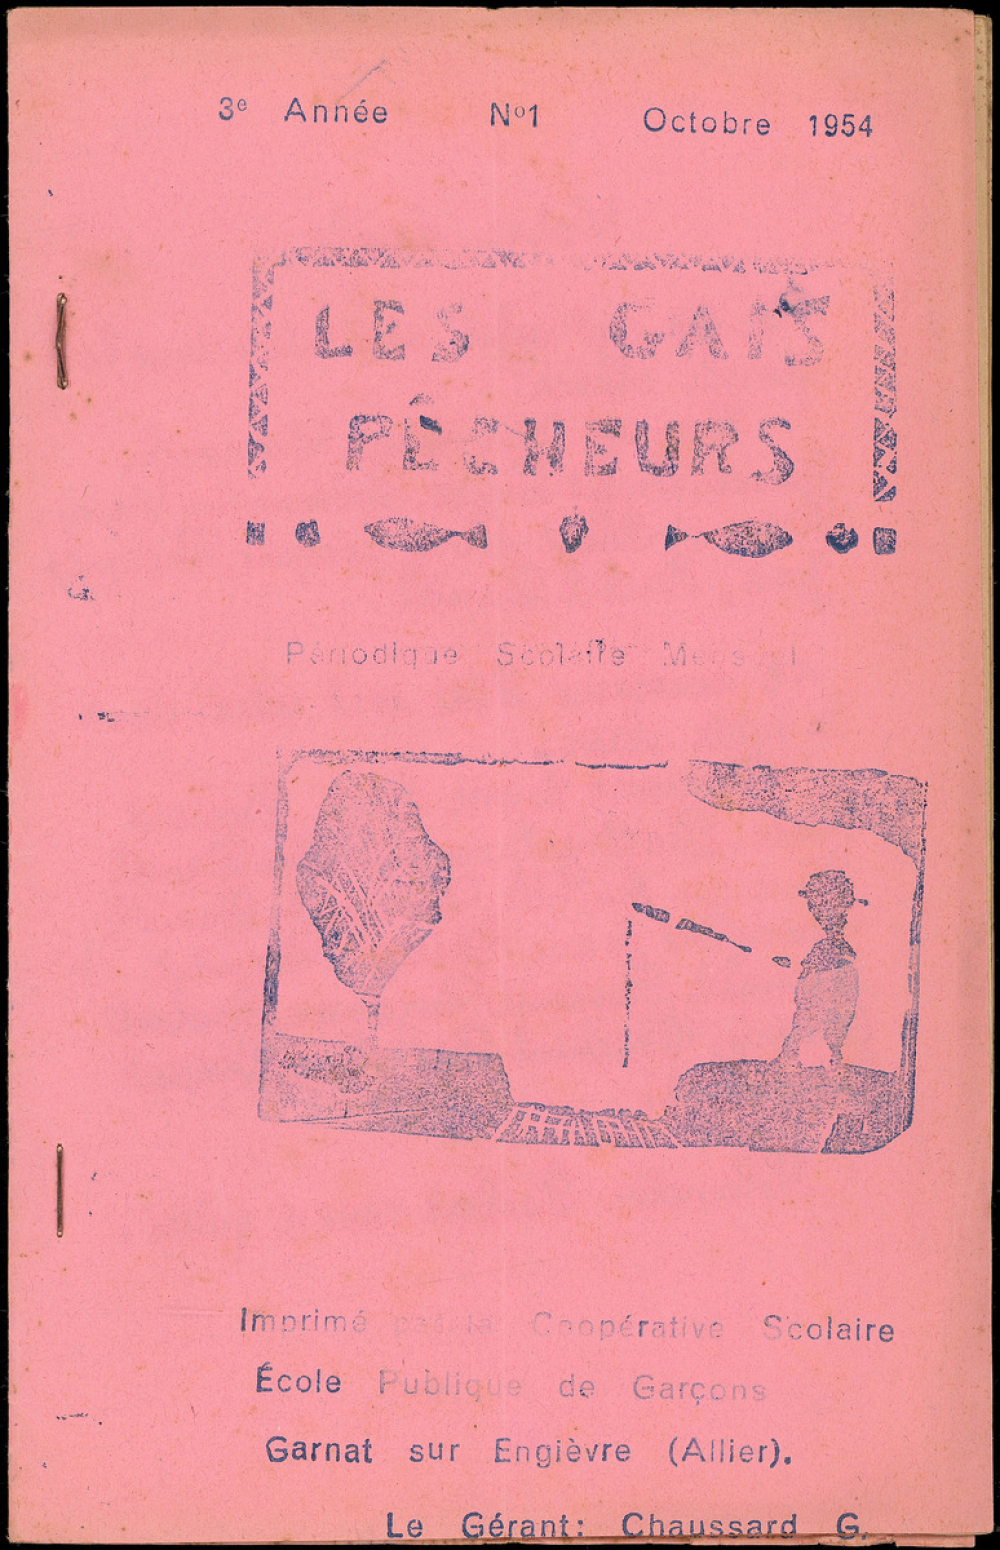 3e Année N°1 Octobre 1954
LES GAIS
PÊCHEURS
Périodique Scolaire Mensuel
Imprimé par la Coopérative Scolaire
École Publique de Garçons
Garnat sur Engièvre (Allier).
Le Gérant: Chaussard G.